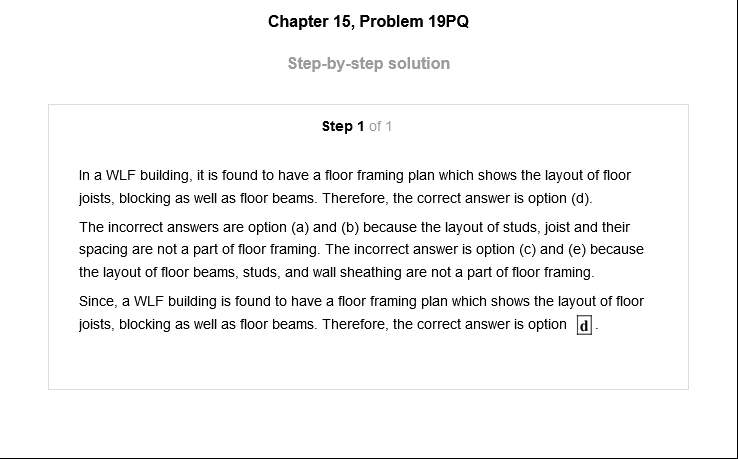 Chapter 15, Problem 19PQ
Step-by-step solution
Step 1 of 1
In a WLF building, it is found to have a floor framing plan which shows the layout of floor
joists, blocking as well as floor beams. Therefore, the correct answer is option (d).
The incorrect answers are option (a) and (b) because the layout of studs, joist and their
spacing are not a part of floor framing. The incorrect answer is option (c) and (e) because
the layout of floor beams, studs, and wall sheathing are not a part of floor framing.
Since, a WLF building is found to have a floor framing plan which shows the layout of floor
joists, blocking as well as floor beams. Therefore, the correct answer is option d.